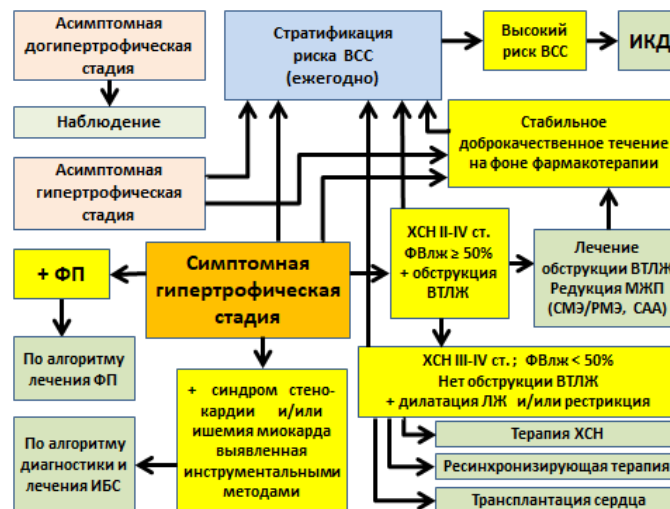 Асимптомная
догипертрофическая
стадия
Стратификация
риска ВСС
(ежегодно)
Высокий
риск ВСС
ИКД
Наблюдение
Стабильное
доброкачественное течение
на фоне фармакотерапии
Асимптомная
гипертрофическая
стадия
+ ФП
Симптомная
гипертрофическая
стадия
ХСН II-IV ст.
ФВлж ≥ 50%
+ обструкция
ВТЛЖ
Лечение
обструкции ВТЛЖ
Редукция МЖП
(СМЭ/РМЭ, САА)
По алгоритму
лечения ФП
ХСН III-IV ст. ; ФВлж < 50%
Нет обструкции ВТЛЖ
+ дилатация ЛЖ и/или рестрикция
+ синдром стено-
кардии и/или
ишемия миокарда
выявленная
инструментальными
методами
По алгоритму
диагностики и
лечения ИБС
Терапия ХСН
Ресинхронизирующая терапия
Трансплантация сердца